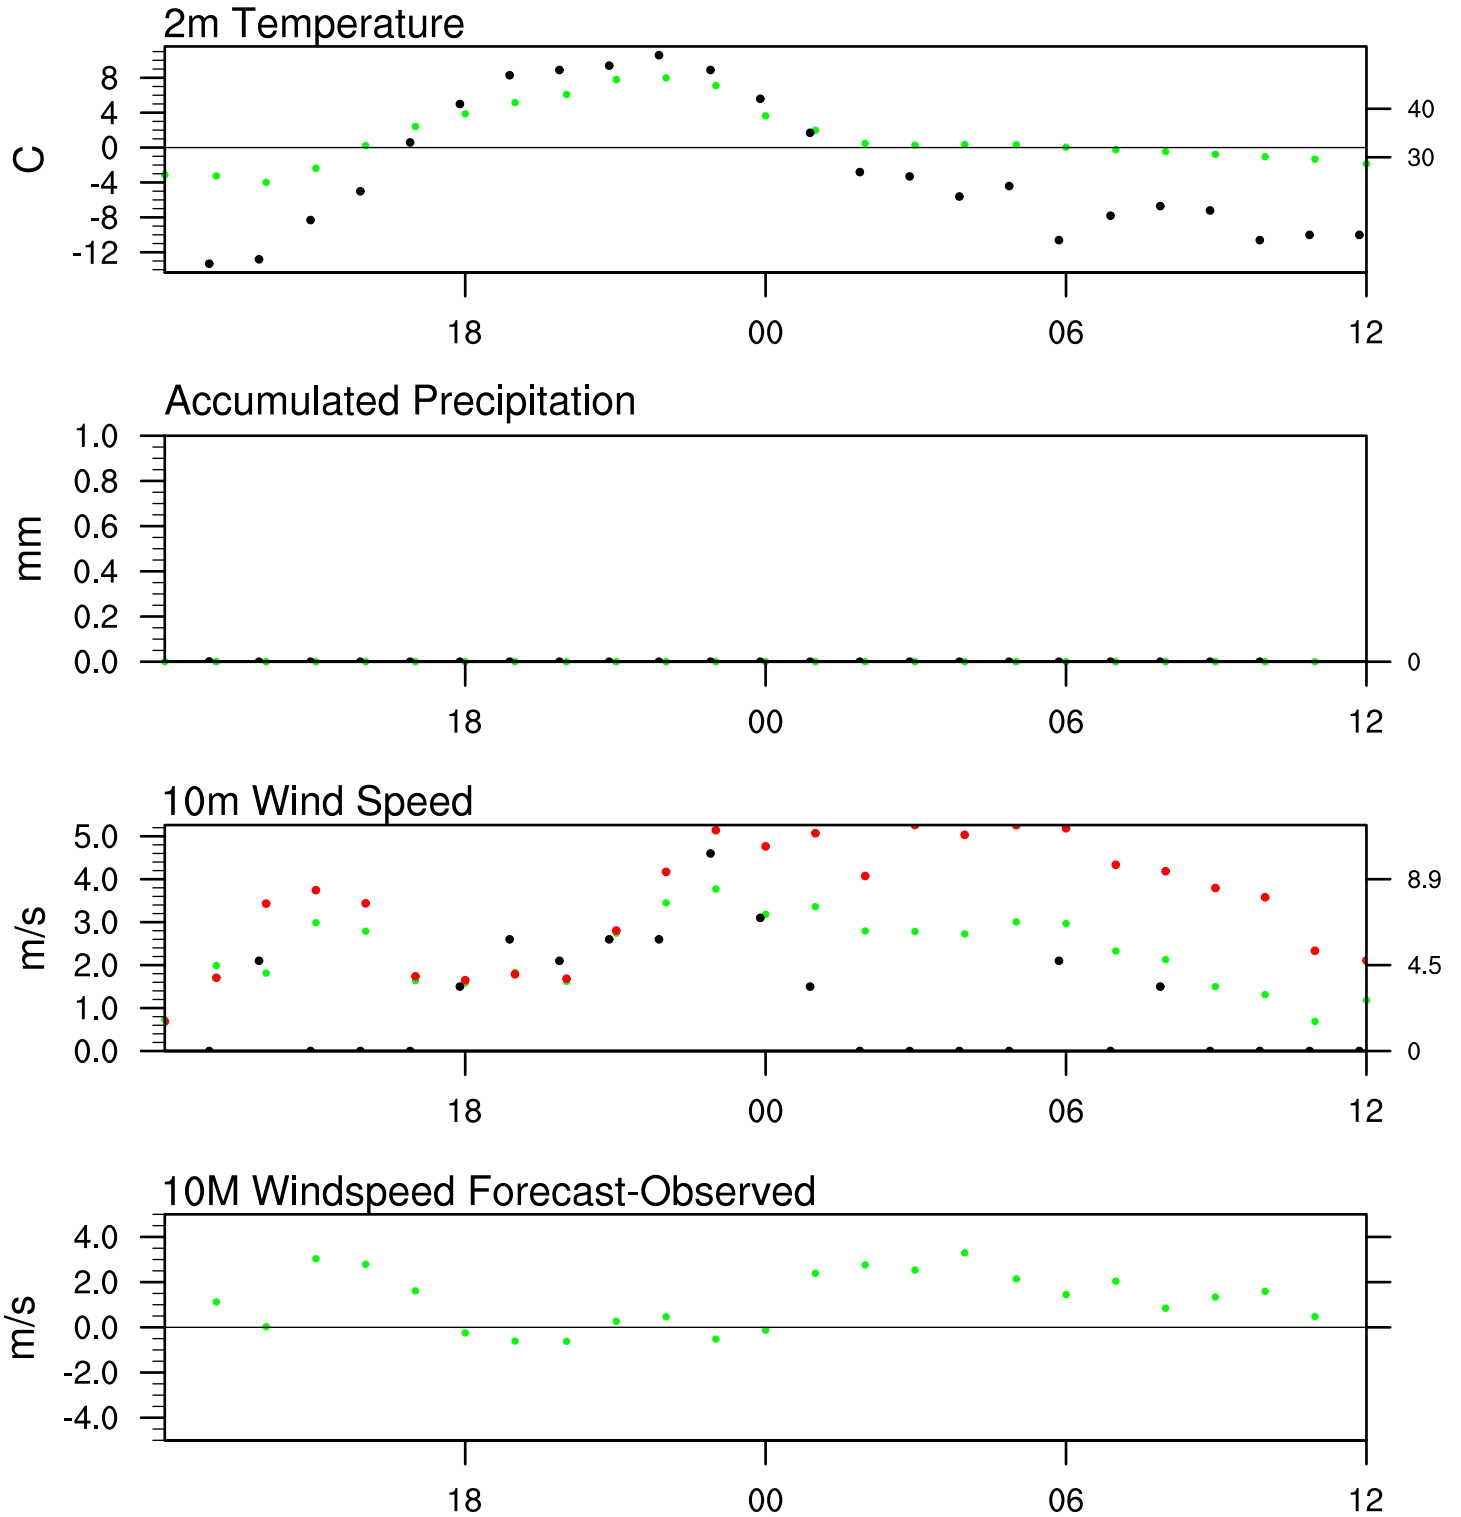 2m Temperature
8
4
0
-4
-8
-12
C
40
30
18 00 06 12
Accumulated Precipitation
1.0
0.8
0.6
0.4
0.2
0.0
mm
0
18 00 06 12
10m Wind Speed
5.0
4.0
3.0
2.0
1.0
0.0
m/s
8.9
4.5
0
18 00 06 12
10M Windspeed Forecast-Observed
4.0
2.0
0.0
-2.0
-4.0
m/s
18 00 06 12